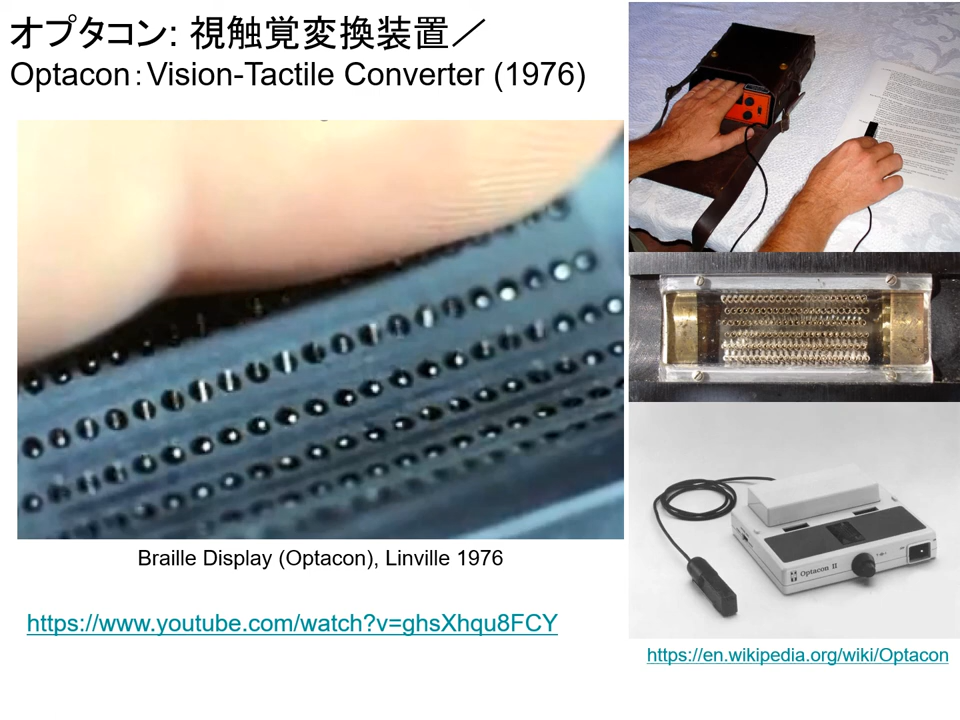 オプタコン: 視触覚変換装置／
Optacon：Vision-Tactile Converter (1976)
Braille Display (Optacon), Linville 1976
https://www.youtube.com/watch?v=ghsXhqu8FCY
Optacon II
https://en.wikipedia.org/wiki/Optacon